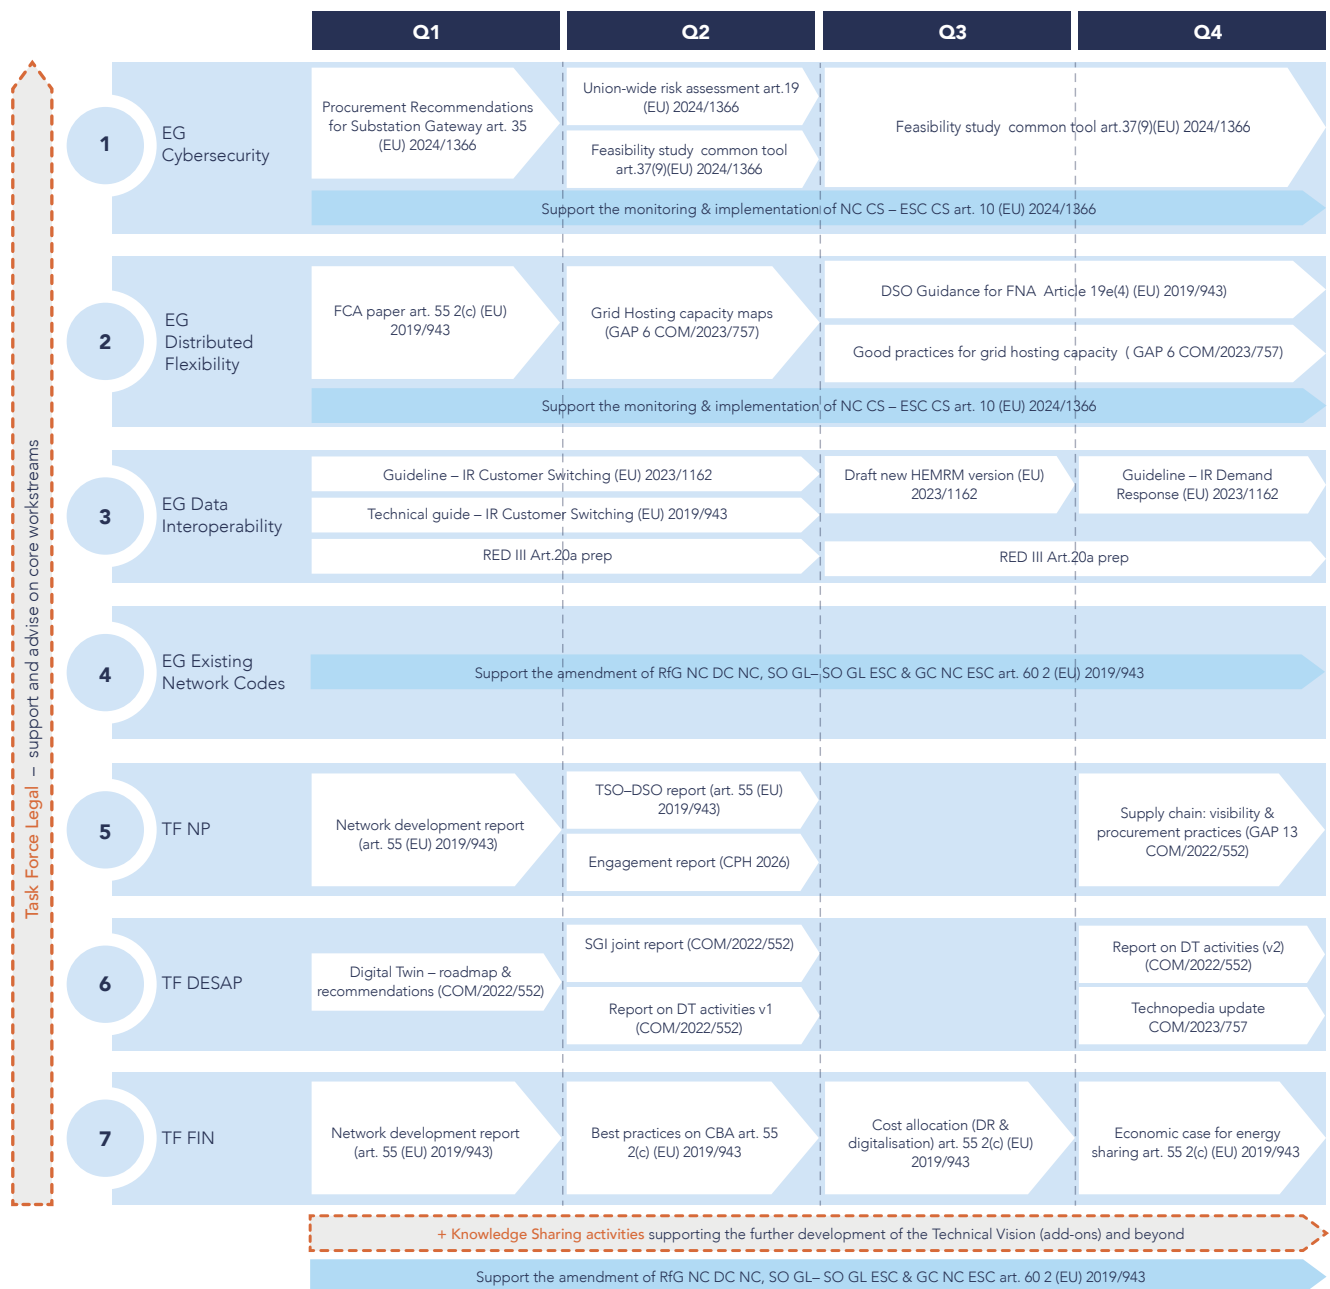 Q1
Q2
Q3
Q4
Task Force Legal – support and advise on core workstreams
1
EG
Cybersecurity
Procurement Recommendations
for Substation Gateway art. 35
(EU) 2024/1366
Union-wide risk assessment art.19
(EU) 2024/1366
Feasibility study common tool
art.37(9)(EU) 2024/1366
Feasibility study common tool art.37(9)(EU) 2024/1366
Support the monitoring & implementation of NC CS – ESC CS art. 10 (EU) 2024/1366
2
EG
Distributed
Flexibility
FCA paper art. 55 2(c) (EU)
2019/943
Grid Hosting capacity maps
(GAP 6 COM/2023/757)
DSO Guidance for FNA Article 19e(4) (EU) 2019/943)
Good practices for grid hosting capacity ( GAP 6 COM/2023/757)
Support the monitoring & implementation of NC CS – ESC CS art. 10 (EU) 2024/1366
3
EG Data
Interoperability
Guideline – IR Customer Switching (EU) 2023/1162
Technical guide – IR Customer Switching (EU) 2019/943
RED III Art.20a prep
Draft new HEMRM version (EU)
2023/1162
Guideline – IR Demand
Response (EU) 2023/1162
RED III Art.20a prep
4
EG Existing
Network Codes
Support the amendment of RfG NC DC NC, SO GL– SO GL ESC & GC NC ESC art. 60 2 (EU) 2019/943
5
TF NP
Network development report
(art. 55 (EU) 2019/943)
TSO–DSO report (art. 55 (EU)
2019/943)
Engagement report (CPH 2026)
Supply chain: visibility &
procurement practices (GAP 13
COM/2022/552)
6
TF DESAP
Digital Twin – roadmap &
recommendations (COM/2022/552)
SGI joint report (COM/2022/552)
Report on DT activities v1
(COM/2022/552)
Report on DT activities (v2)
(COM/2022/552)
Technopedia update
COM/2023/757
7
TF FIN
Network development report
(art. 55 (EU) 2019/943)
Best practices on CBA art. 55
2(c) (EU) 2019/943
Cost allocation (DR &
digitalisation) art. 55 2(c) (EU)
2019/943
Economic case for energy
sharing art. 55 2(c) (EU) 2019/943
+ Knowledge Sharing activities supporting the further development of the Technical Vision (add-ons) and beyond
Support the amendment of RfG NC DC NC, SO GL– SO GL ESC & GC NC ESC art. 60 2 (EU) 2019/943